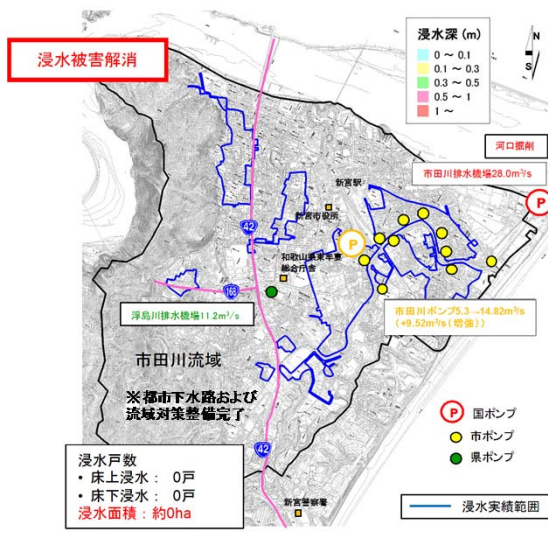 浸水被害解消
浸水深 (m)
0 ~ 0.1
0.1 ~ 0.3
0.3 ~ 0.5
0.5 ~ 1
1 ~
N
S
河口掘削
市田川排水機場28.0m³/s
P
新宮駅
新宮市役所
P
42
和歌山県東牟婁
総合庁舎
168
浮島川排水機場11.2m³/s
市田川ポンプ5.3→14.82m³/s
(+9.52m³/s(増強))
市田川流域
※都市下水路および
流域対策整備完了
42
P 国ポンプ
市ポンプ
県ポンプ
浸水戸数
・ 床上浸水： 0戸
・ 床下浸水： 0戸
浸水面積：約0ha
新宮警察署
浸水実績範囲